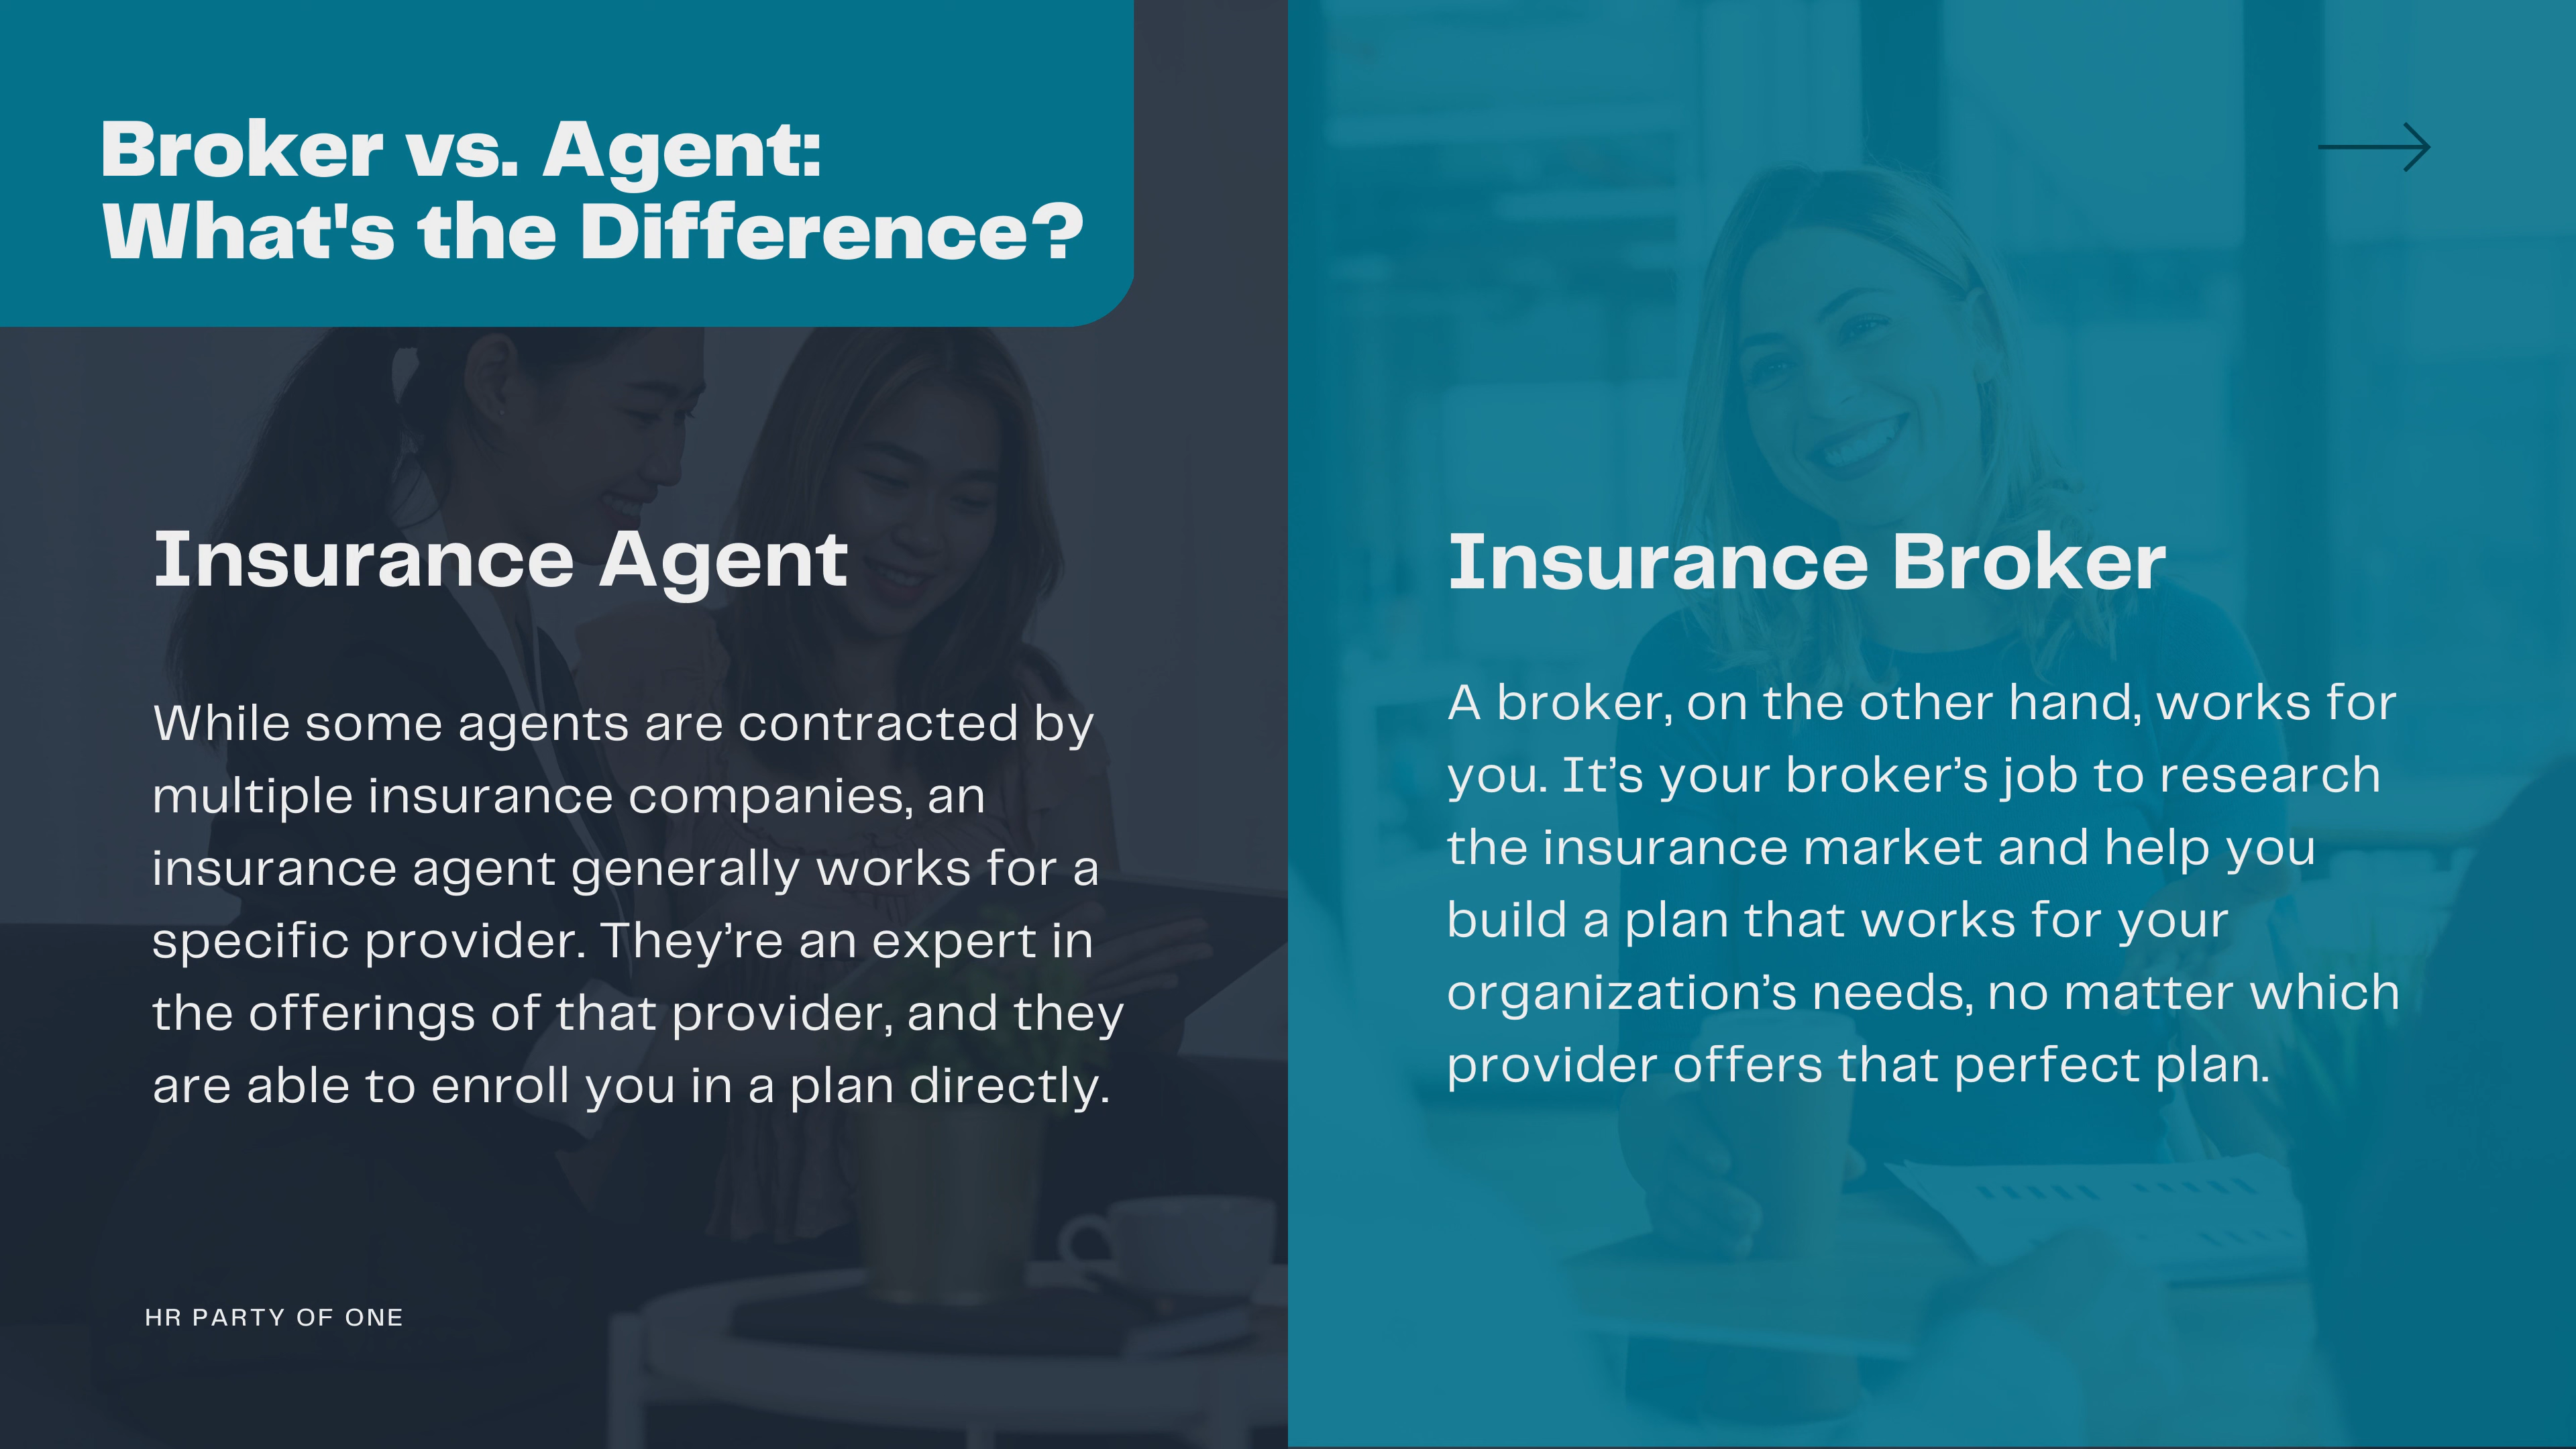 Broker vs. Agent:
What's the Difference?
Insurance Agent
While some agents are contracted by
multiple insurance companies, an
insurance agent generally works for a
specific provider. They’re an expert in
the offerings of that provider, and they
are able to enroll you in a plan directly.
HR PARTY OF ONE
Insurance Broker
A broker, on the other hand, works for
you. It’s your broker’s job to research
the insurance market and help you
build a plan that works for your
organization’s needs, no matter which
provider offers that perfect plan.